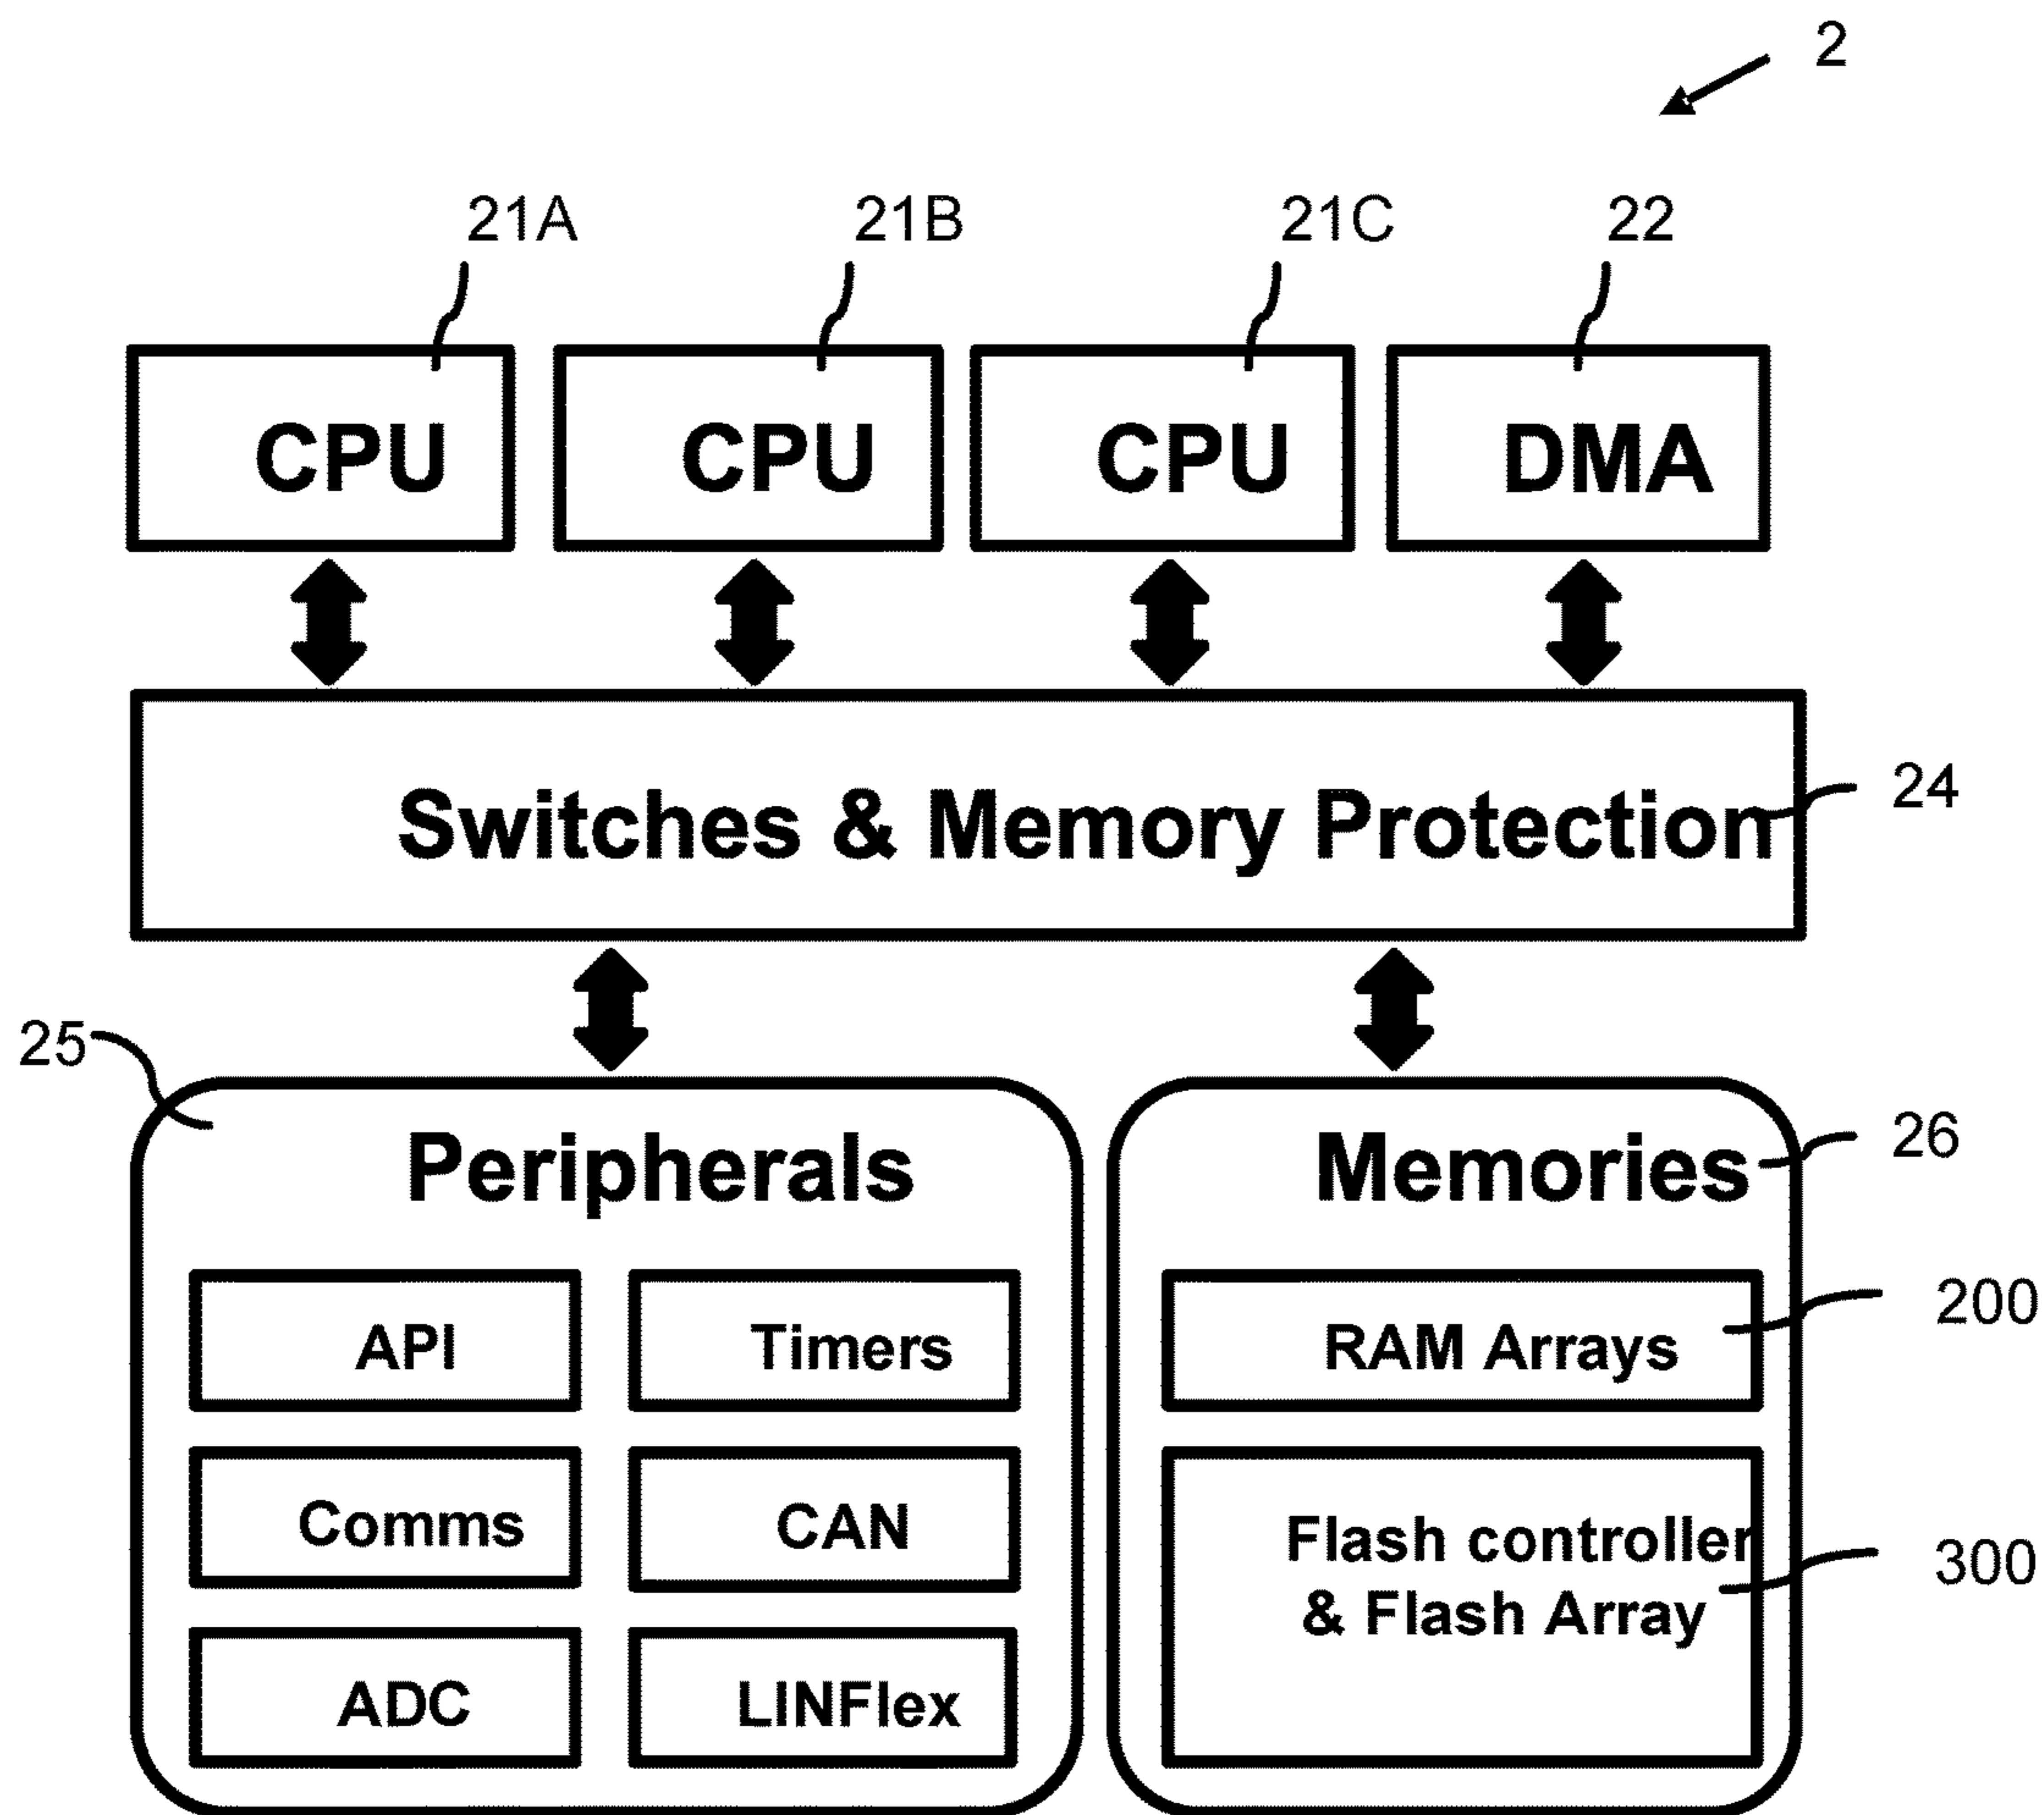 2
21A
21B
21C
22
CPU
CPU
CPU
DMA
Switches & Memory Protection
24
25
Peripherals
Memories
26
API
Timers
RAM Arrays
200
Comms
CAN
Flash controller
& Flash Array
300
ADC
LINFlex